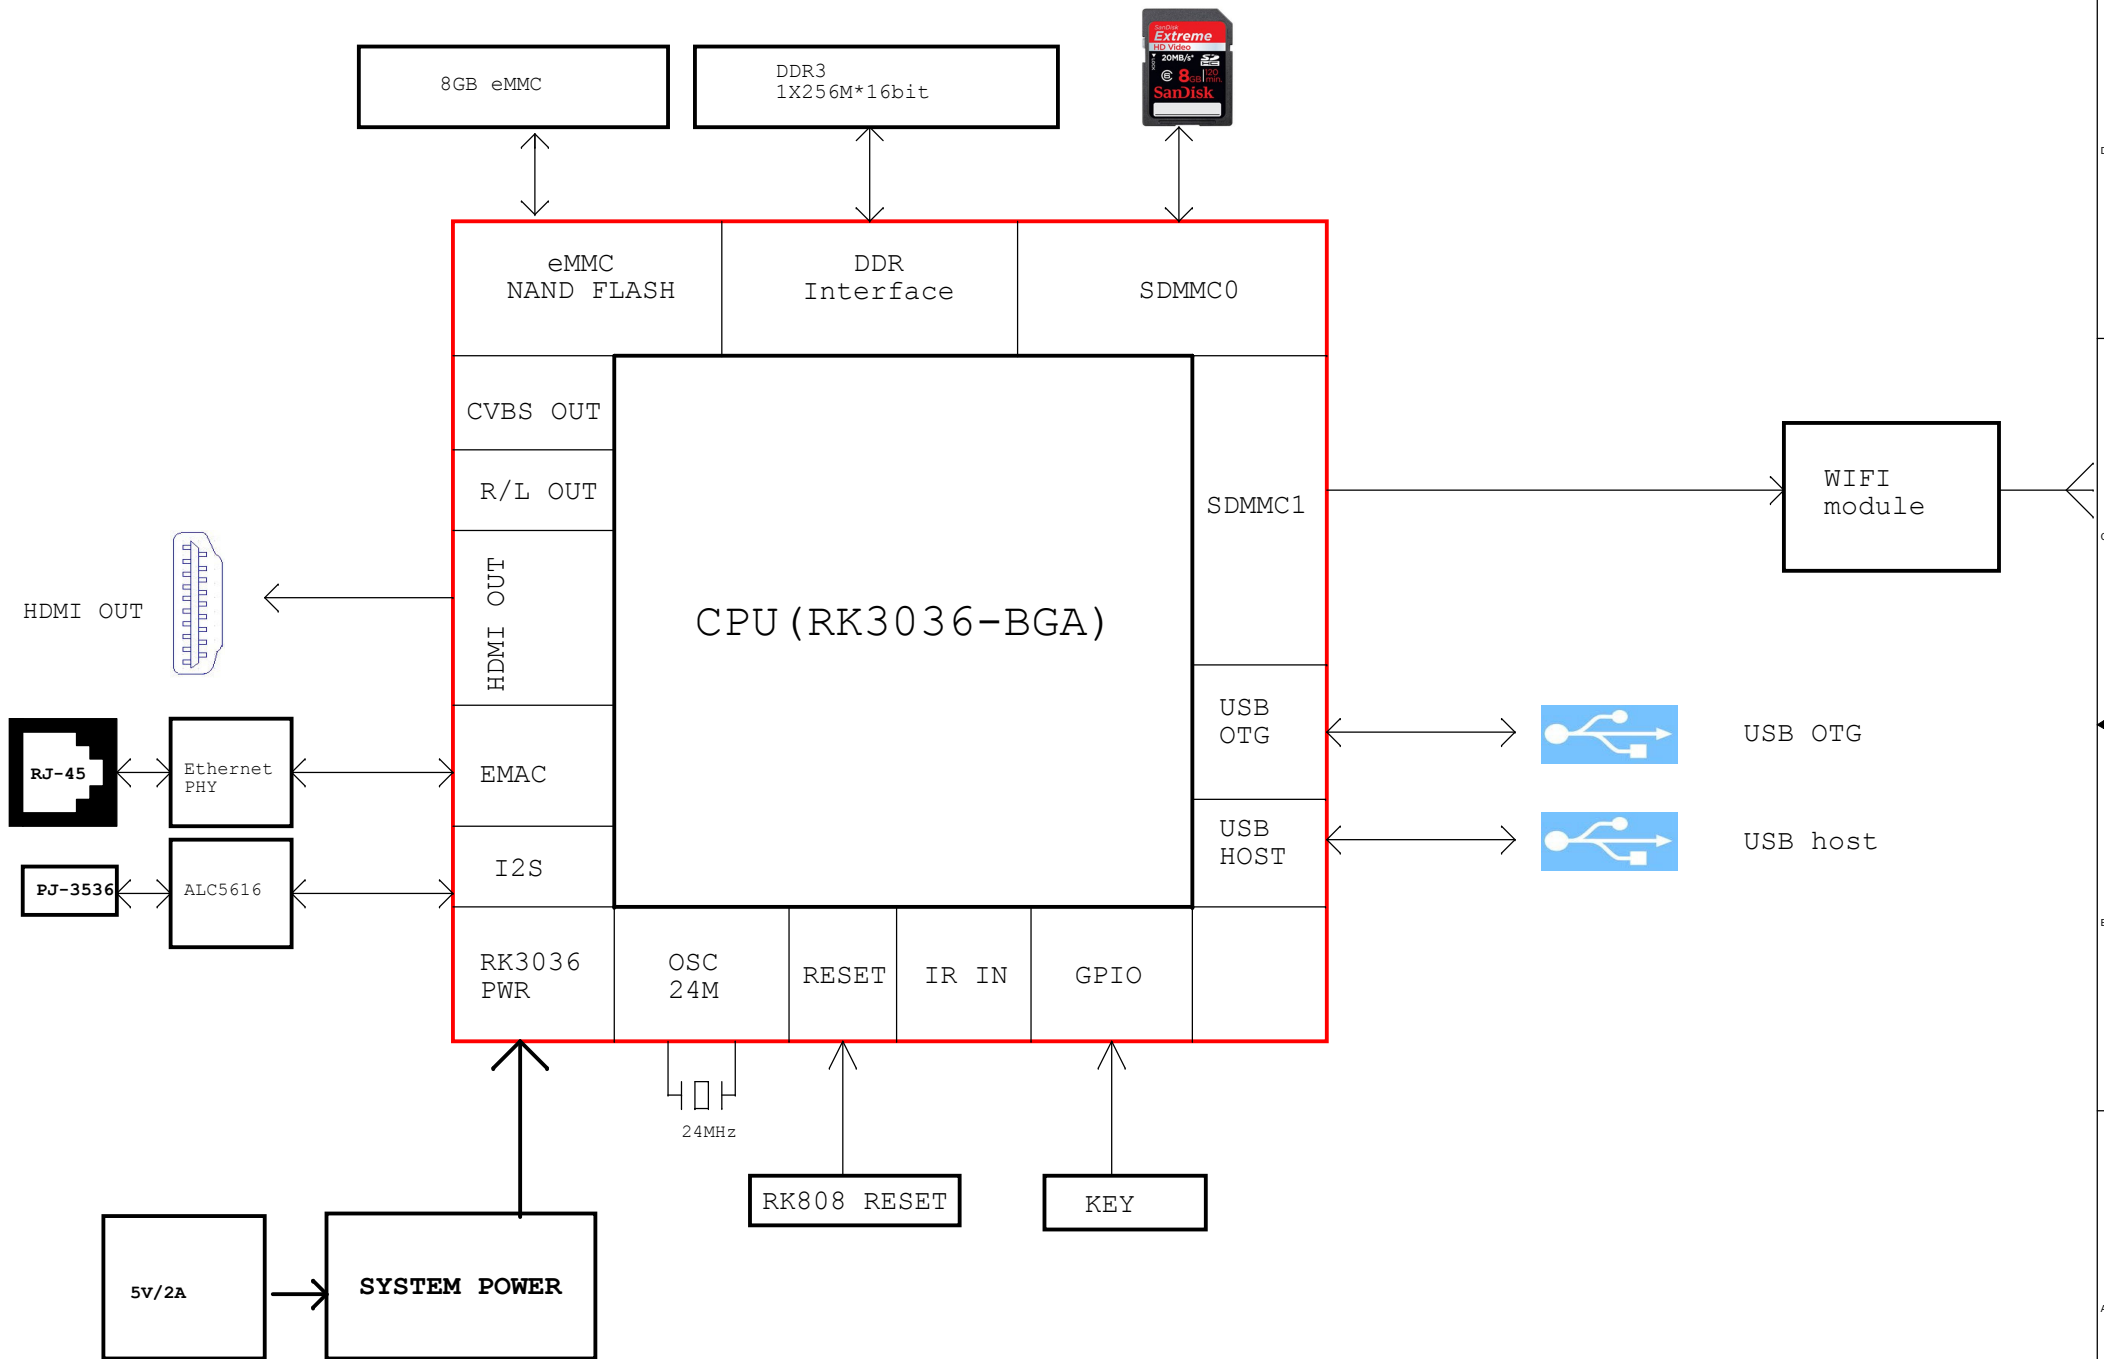 8GB eMMC
DDR3
1X256M*16bit
SanDisk
Extreme
HD Video
20MB/s*
8GB
120
min.
SanDisk
eMMC
NAND FLASH
DDR
Interface
SDMMC0
CVBS OUT
R/L OUT
HDMI OUT
HDMI OUT
CPU(RK3036-BGA)
SDMMC1
WIFI
module
USB
OTG
USB OTG
RJ-45
Ethernet
PHY
EMAC
USB
HOST
USB host
PJ-3536
ALC5616
I2S
RK3036
PWR
OSC
24M
RESET
IR IN
GPIO
24MHz
RK808 RESET
KEY
5V/2A
SYSTEM POWER
D
C
B
A